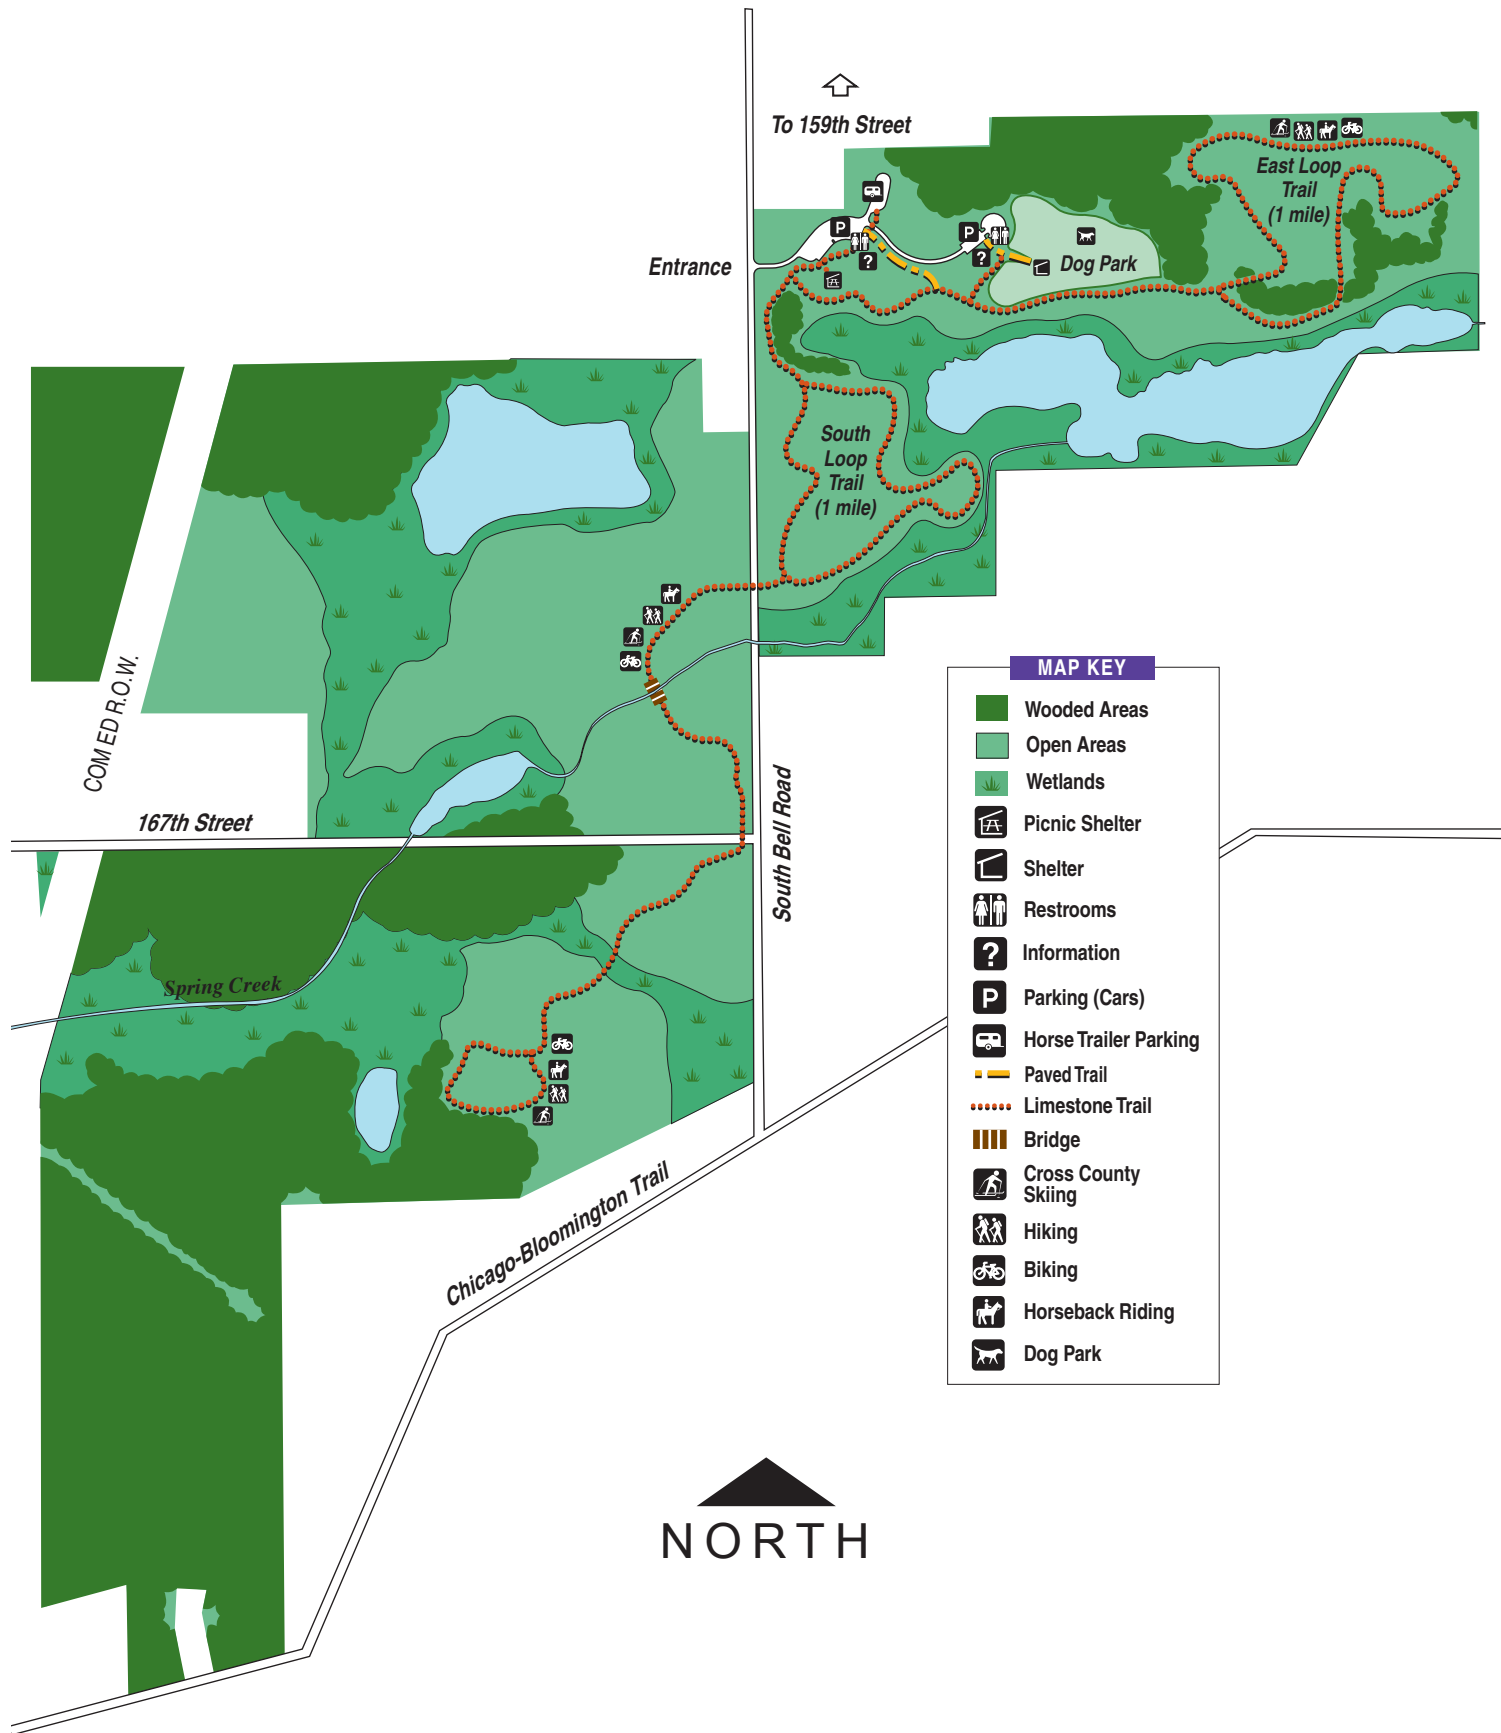 To 159th Street
East Loop
Trail
(1 mile)
P
P
?
?
Entrance
Dog Park
South
Loop
Trail
(1 mile)
COM ED R.O.W.
167th Street
South Bell Road
Spring Creek
Chicago-Bloomington Trail
MAP KEY
Wooded Areas
Open Areas
Wetlands
Picnic Shelter
Shelter
Restrooms
? Information
P Parking (Cars)
Horse Trailer Parking
Paved Trail
Limestone Trail
Bridge
Cross County
Skiing
Hiking
Biking
Horseback Riding
Dog Park
NORTH